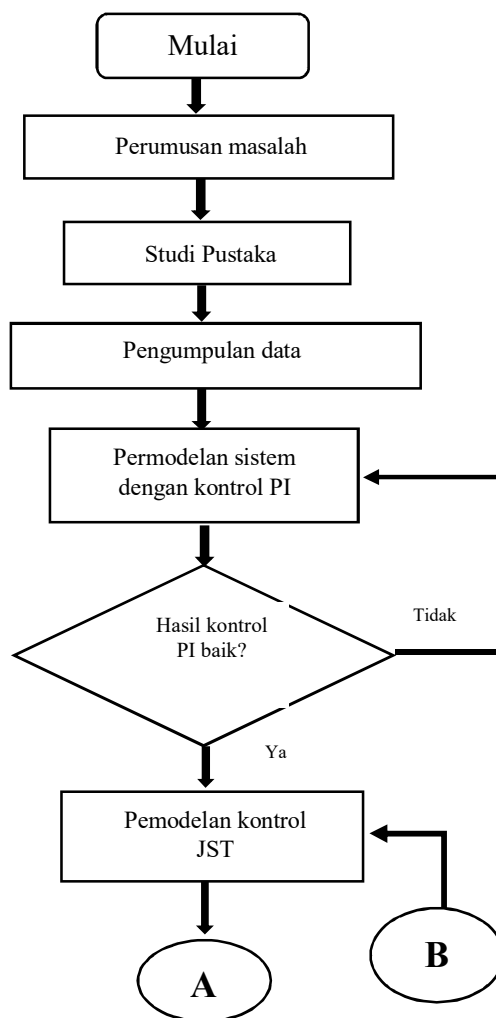 Mulai
Perumusan masalah
Studi Pustaka
Pengumpulan data
Permodelan sistem
dengan kontrol PI
Hasil kontrol
PI baik?
Tidak
Ya
Pemodelan kontrol
JST
A
B